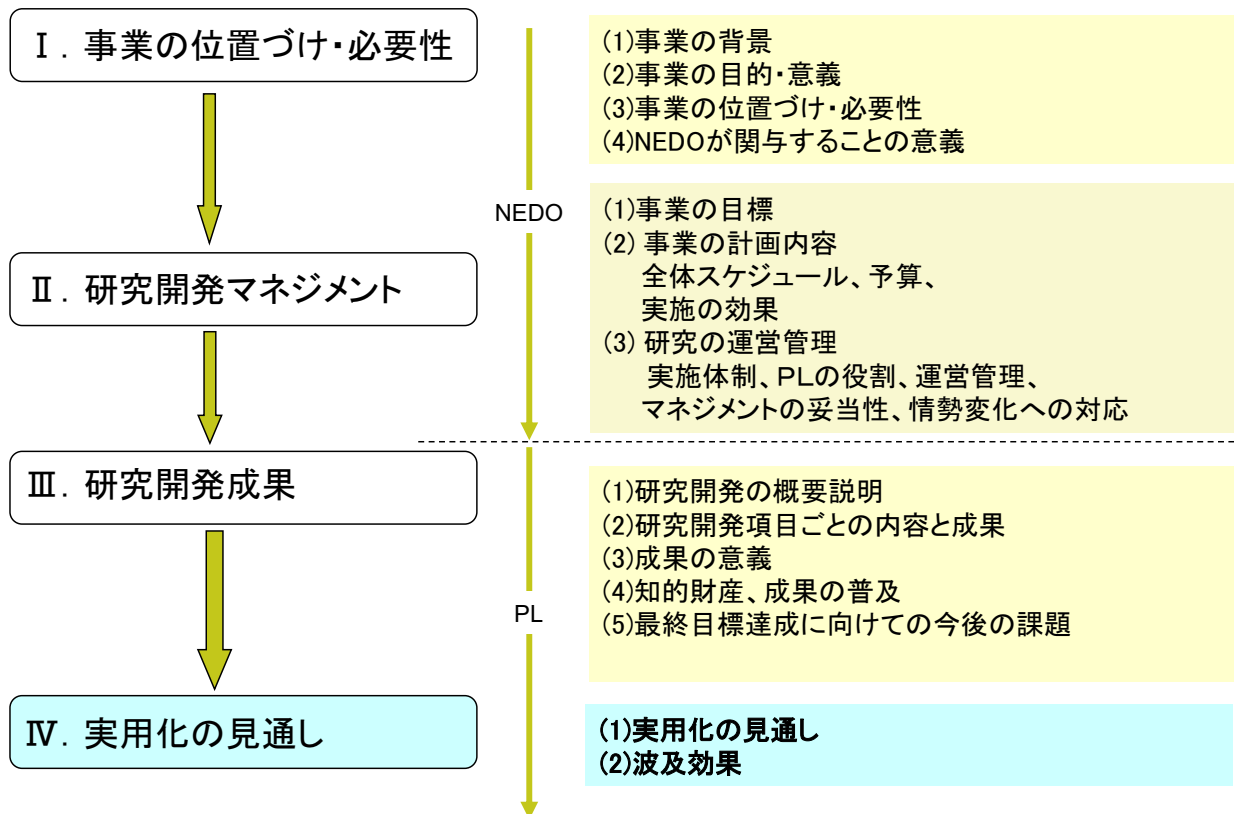 Ⅰ. 事業の位置づけ・必要性
(1)事業の背景
(2)事業の目的・意義
(3)事業の位置づけ・必要性
(4)NEDOが関与することの意義
NEDO
Ⅱ. 研究開発マネジメント
(1)事業の目標
(2) 事業の計画内容
全体スケジュール、予算、
実施の効果
(3) 研究の運営管理
実施体制、PLの役割、運営管理、
マネジメントの妥当性、情勢変化への対応
Ⅲ. 研究開発成果
(1)研究開発の概要説明
(2)研究開発項目ごとの内容と成果
(3)成果の意義
(4)知的財産、成果の普及
(5)最終目標達成に向けての今後の課題
PL
Ⅳ. 実用化の見通し
(1)実用化の見通し
(2)波及効果